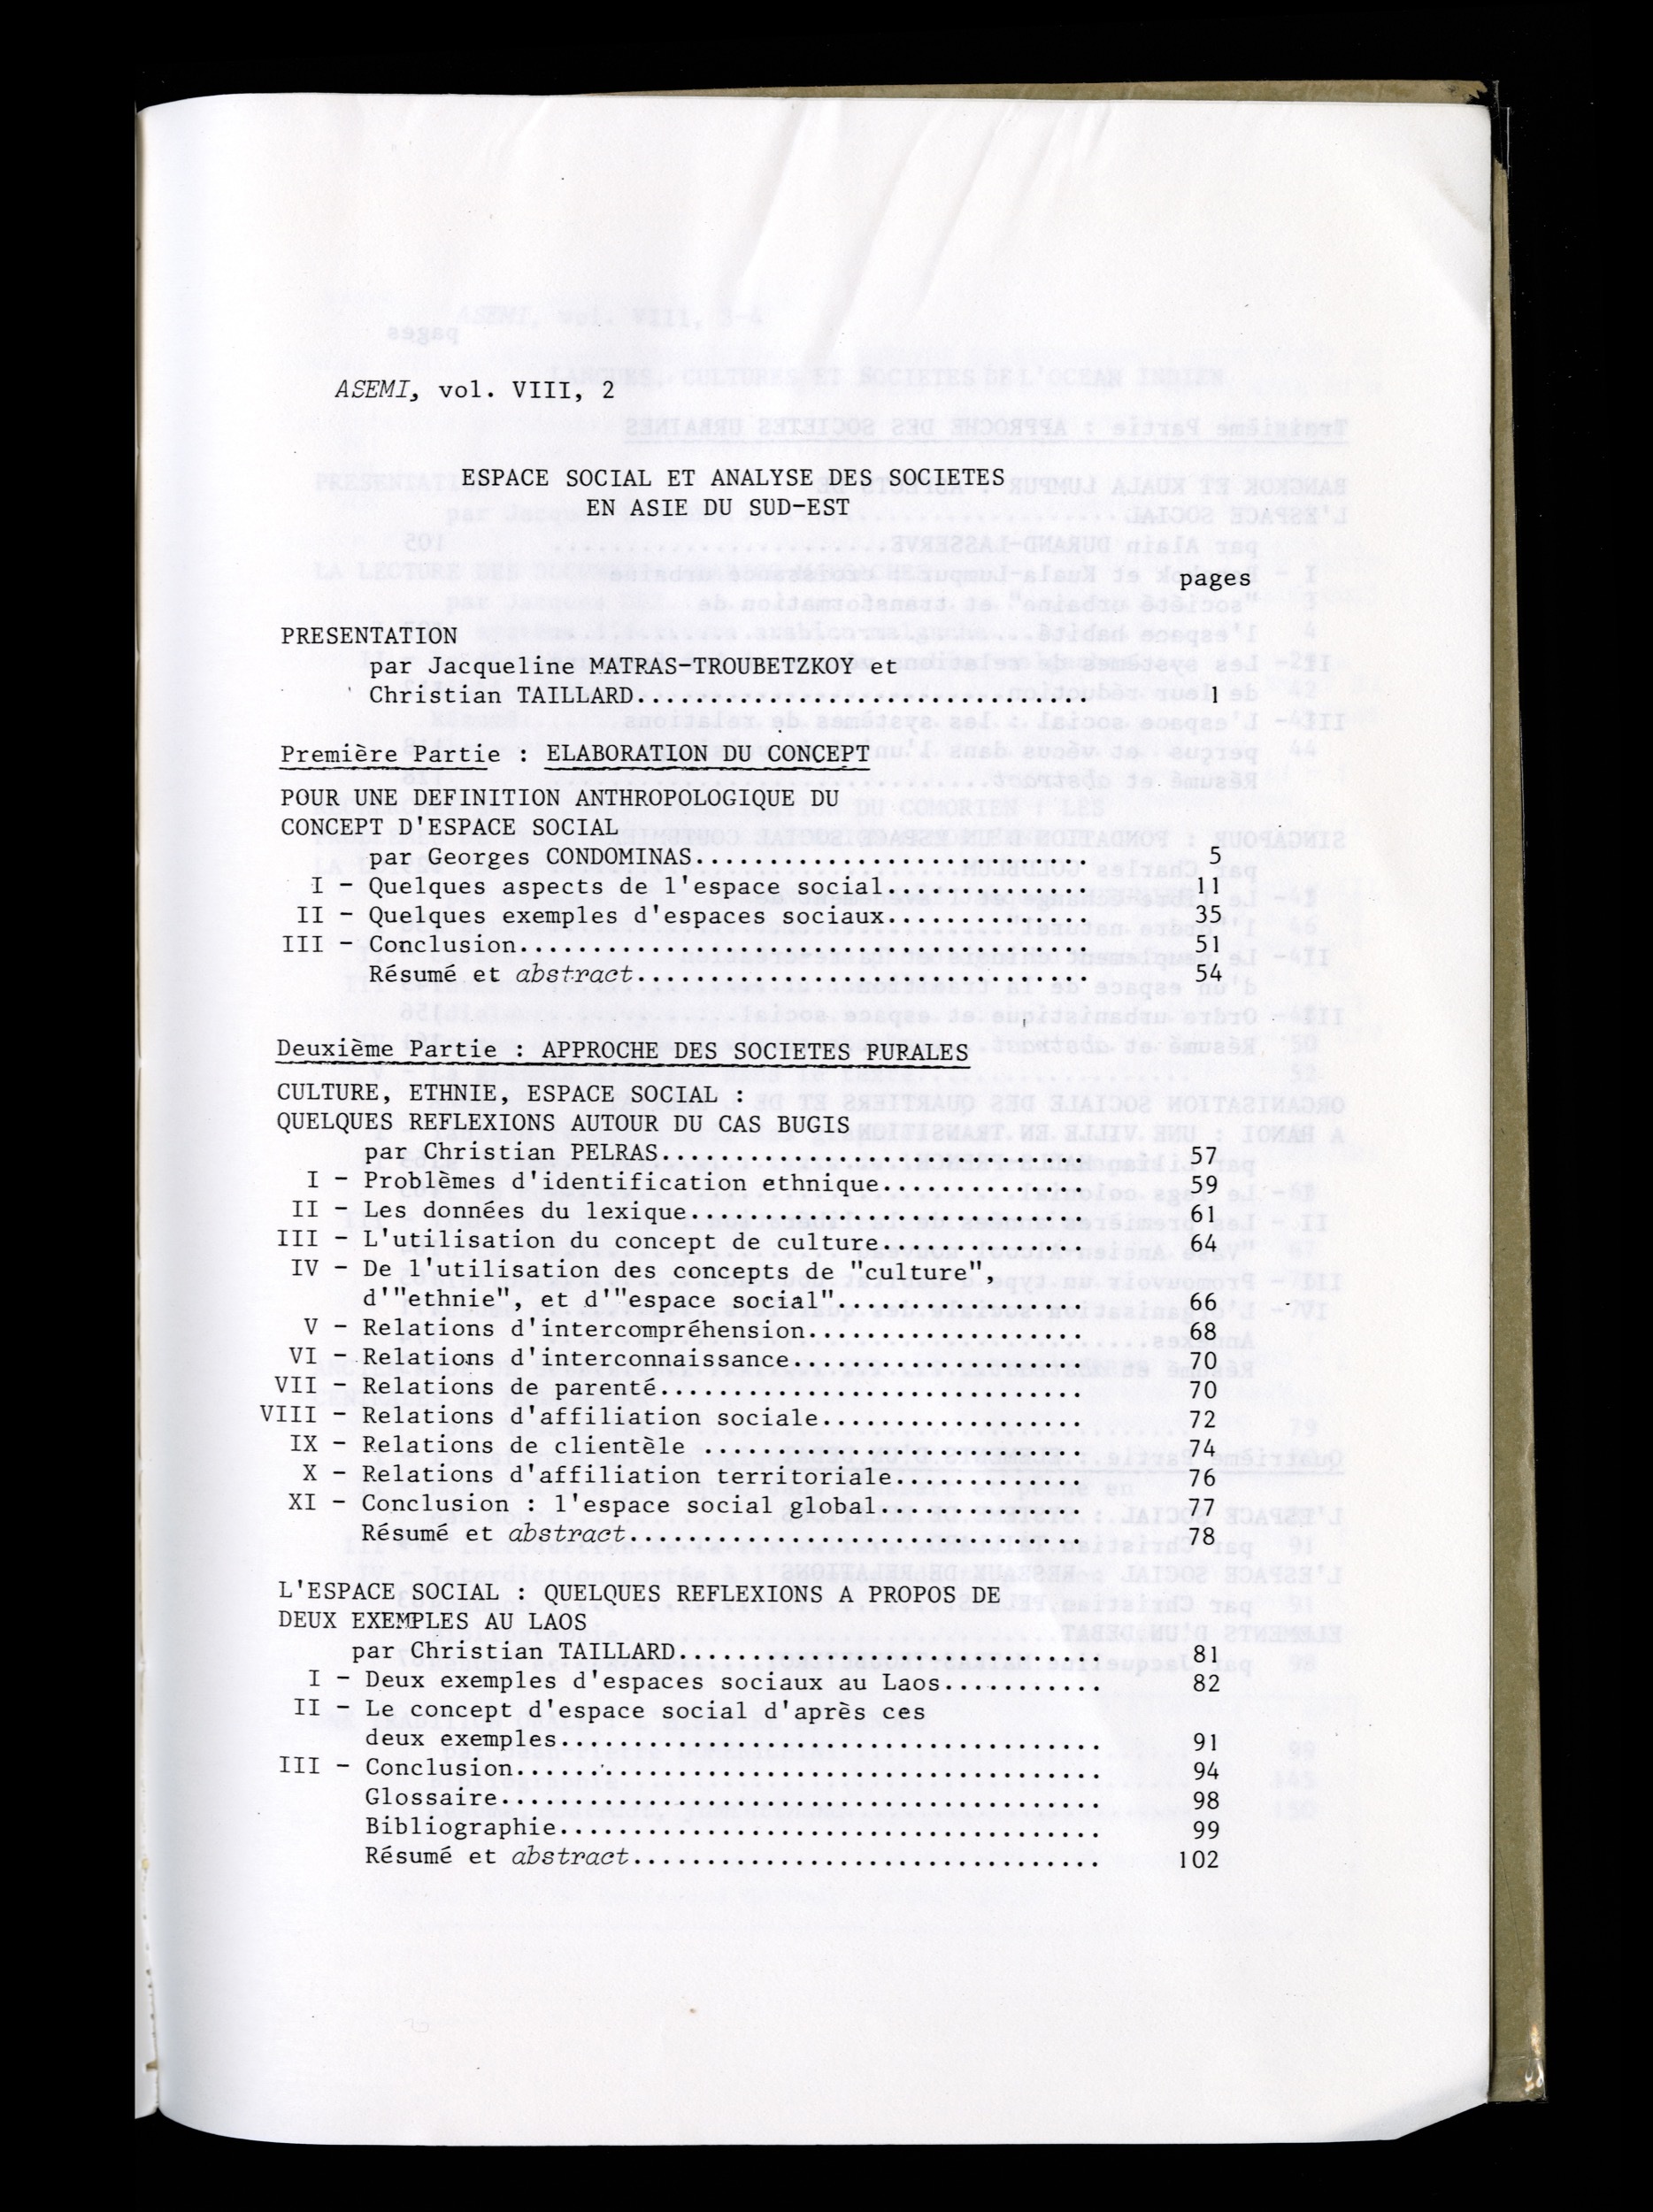 ASEMI, vol. VIII, 2
ESPACE SOCIAL ET ANALYSE DES SOCIETES
EN ASIE DU SUD-EST
pages
PRESENTATION
par Jacqueline MATRAS-TROUBETZKOY et
Christian TAILLARD............................... 1
Première Partie : ELABORATION DU CONCEPT
POUR UNE DEFINITION ANTHROPOLOGIQUE DU
CONCEPT D'ESPACE SOCIAL
par Georges CONDOMINAS........................... 5
I - Quelques aspects de l'espace social.............. 11
II - Quelques exemples d'espaces sociaux.............. 35
III - Conclusion....................................... 51
Résumé et abstract............................... 54
Deuxième Partie : APPROCHE DES SOCIETES RURALES
CULTURE, ETHNIE, ESPACE SOCIAL :
QUELQUES REFLEXIONS AUTOUR DU CAS BUGIS
par Christian PELRAS............................. 57
I - Problèmes d'identification ethnique.............. 59
II - Les données du lexique........................... 61
III - L'utilisation du concept de culture.............. 64
IV - De l'utilisation des concepts de "culture",
d'"ethnie", et d'"espace social"................. 66
V - Relations d'intercompréhension................... 68
VI - Relations d'interconnaissance.................... 70
VII - Relations de parenté............................. 70
VIII - Relations d'affiliation sociale.................. 72
IX - Relations de clientèle .......................... 74
X - Relations d'affiliation territoriale............. 76
XI - Conclusion : l'espace social global.............. 77
Résumé et abstract............................... 78
L'ESPACE SOCIAL : QUELQUES REFLEXIONS A PROPOS DE
DEUX EXEMPLES AU LAOS
par Christian TAILLARD............................. 81
I - Deux exemples d'espaces sociaux au Laos........... 82
II - Le concept d'espace social d'après ces
deux exemples..................................... 91
III - Conclusion........................................ 94
Glossaire......................................... 98
Bibliographie..................................... 99
Résumé et abstract................................ 102